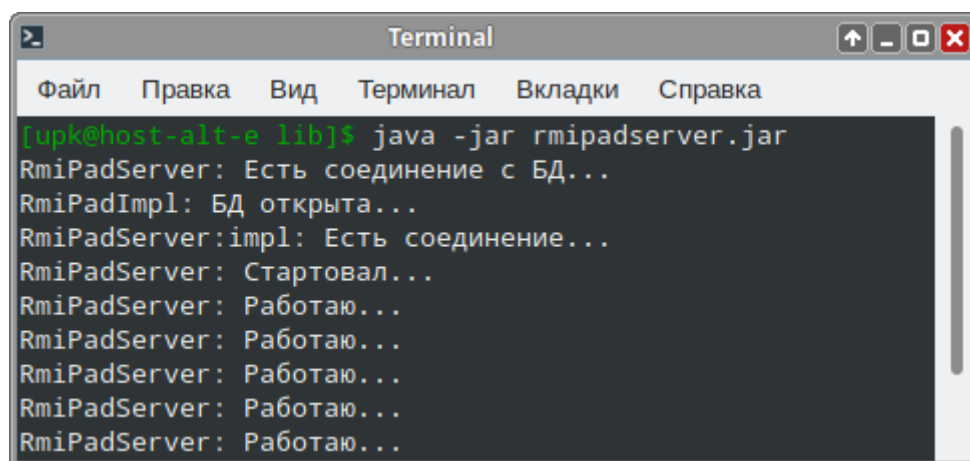 Terminal
Файл Правка Вид Терминал Вкладки Справка
[upk@host-alt-e lib]$ java -jar rmipadserver.jar
RmiPadServer: Есть соединение с БД...
RmiPadImpl: БД открыта...
RmiPadServer:impl: Есть соединение...
RmiPadServer: Стартовал...
RmiPadServer: Работаю...
RmiPadServer: Работаю...
RmiPadServer: Работаю...
RmiPadServer: Работаю...
RmiPadServer: Работаю...